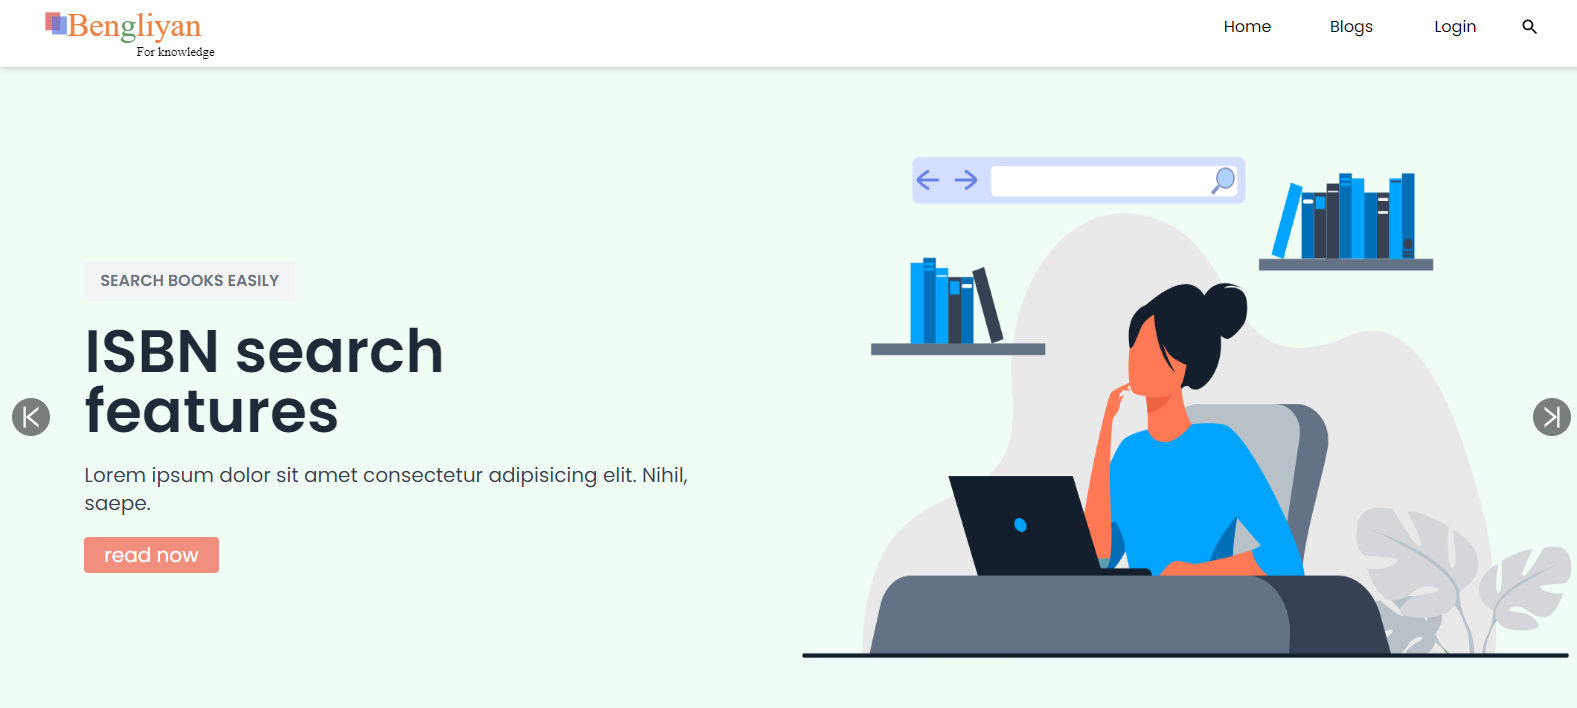 Bengliyan
For knowledge
Home
Blogs
Login
SEARCH BOOKS EASILY
ISBN search
features
Lorem ipsum dolor sit amet consectetur adipisicing elit. Nihil,
saepe.
read now